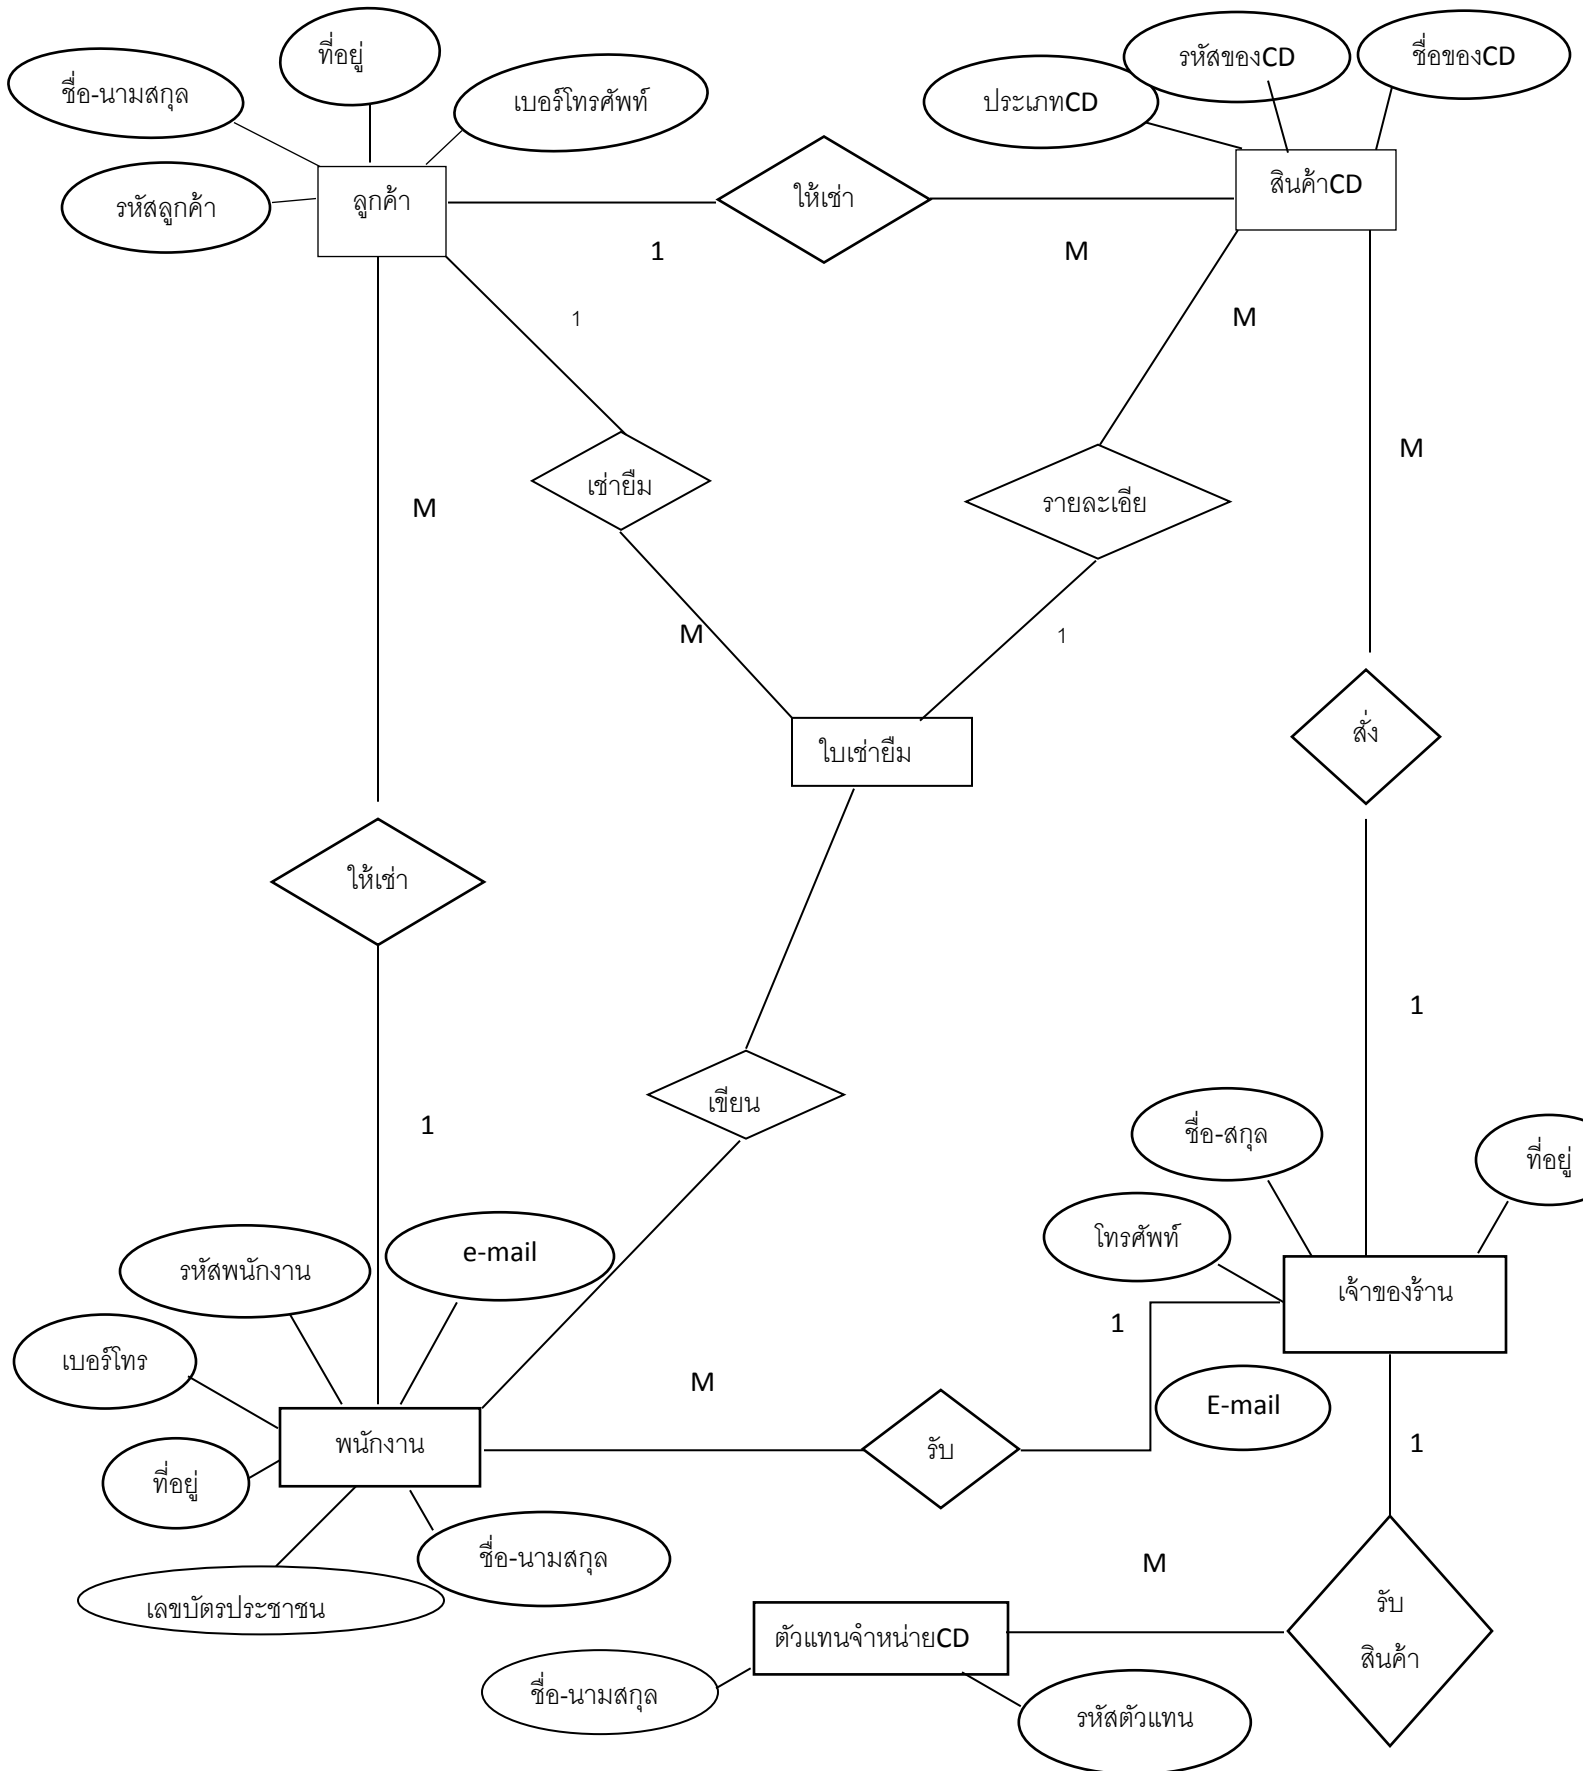 ที่อยู่
รหัสของCD
ชื่อของCD
ชื่อ-นามสกุล
เบอร์โทรศัพท์
ประเภทCD
รหัสลูกค้า
ลูกค้า
ให้เช่า
สินค้าCD
1
M
1
M
M
M
เช่ายืม
รายละเอีย
M
1
สั่ง
ใบเช่ายืม
ให้เช่า
1
เขียน
1
ชื่อ-สกุล
ที่อยู่
โทรศัพท์
รหัสพนักงาน
e-mail
เจ้าของร้าน
1
เบอร์โทร
M
E-mail
พนักงาน
รับ
1
ที่อยู่
ชื่อ-นามสกุล
M
เลขบัตรประชาชน
รับ
สินค้า
ตัวแทนจำหน่ายCD
ชื่อ-นามสกุล
รหัสตัวแทน